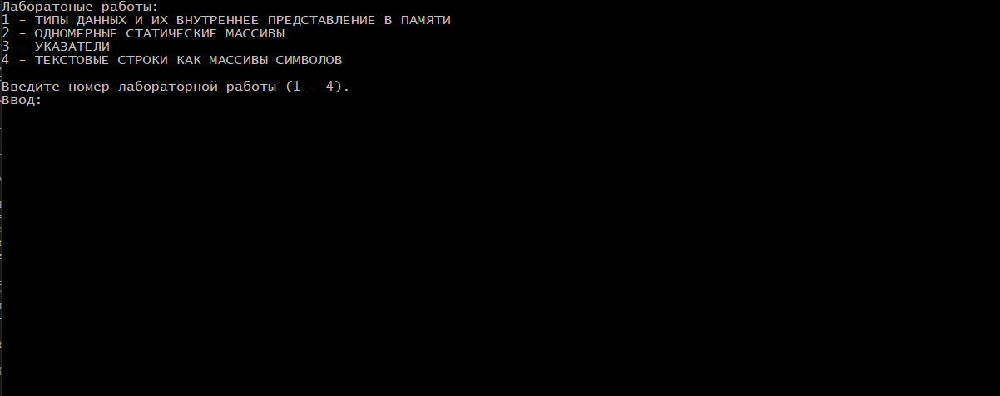 Лаборатоные работы:
1 - ТИПЫ ДАННЫХ И ИХ ВНУТРЕННЕЕ ПРЕДСТАВЛЕНИЕ В ПАМЯТИ
2 - ОДНОМЕРНЫЕ СТАТИЧЕСКИЕ МАССИВЫ
3 - УКАЗАТЕЛИ
4 - ТЕКСТОВЫЕ СТРОКИ КАК МАССИВЫ СИМВОЛОВ
Введите номер лабораторной работы (1 - 4).
Ввод: